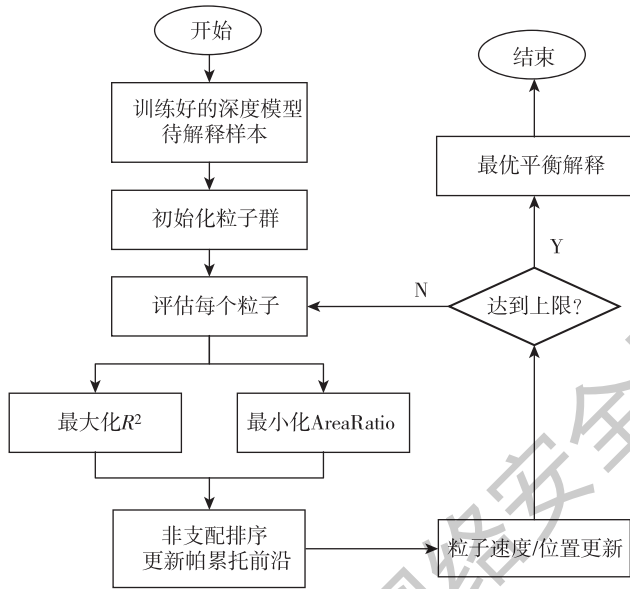 开始
训练好的深度模型
待解释样本
初始化粒子群
评估每个粒子
最大化R²
最小化AreaRatio
非支配排序
更新帕累托前沿
粒子速度/位置更新
达到上限?
N
Y
最优平衡解释
结束
网络安全